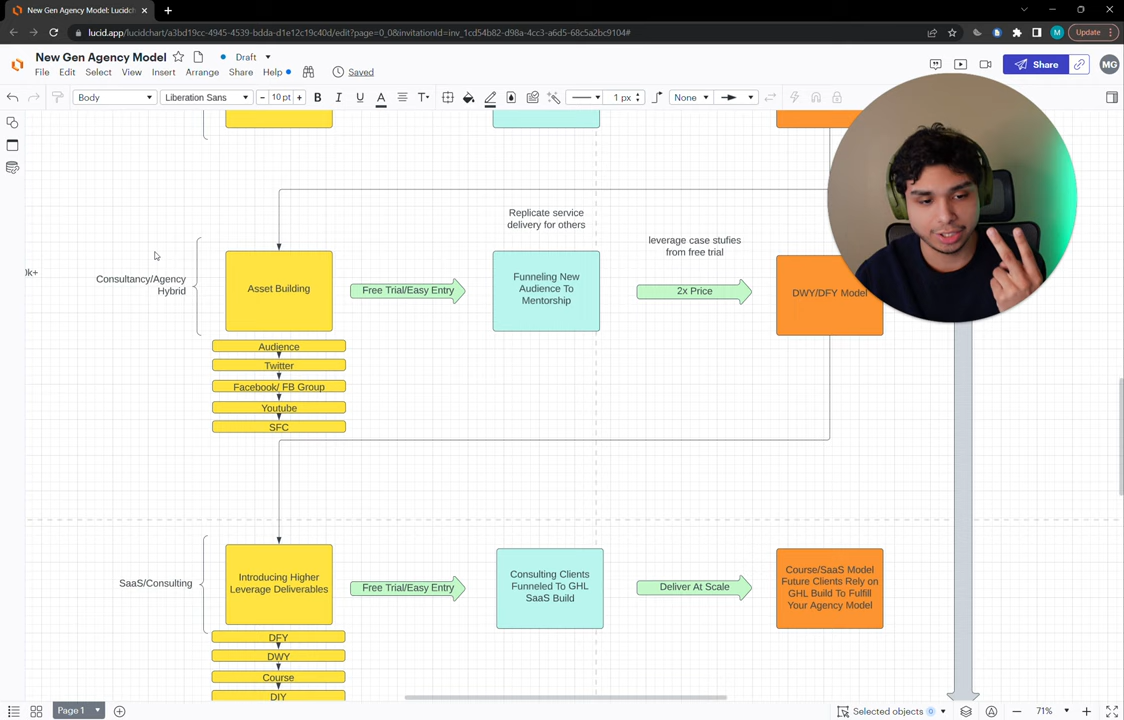 New Gen Agency Model: Lucidch
lucid.app/lucidchart/a3bd19cc-4945-4539-bdda-d1e12c19c40d/edit?page=0_0&invitationId=inv_1cd54b82-d98a-4cc3-a6d5-68c5a2bc9104#
M
Update
New Gen Agency Model
Draft
File Edit Select View Insert Arrange Share Help
Saved
Share
MG
Body
Liberation Sans
10 pt
B I U A T
1 px
None
Replicate service
delivery for others
leverage case stufies
from free trial
0k+
Consultancy/Agency
Hybrid
Asset Building
Free Trial/Easy Entry
Funneling New
Audience To
Mentorship
2x Price
DWY/DFY Model
Audience
Twitter
Facebook/ FB Group
Youtube
SFC
SaaS/Consulting
Introducing Higher
Leverage Deliverables
Free Trial/Easy Entry
Consulting Clients
Funneled To GHL
SaaS Build
Deliver At Scale
Course/SaaS Model
Future Clients Rely on
GHL Build To Fulfill
Your Agency Model
DFY
DWY
Course
DIY
Page 1
Selected objects
0
71%